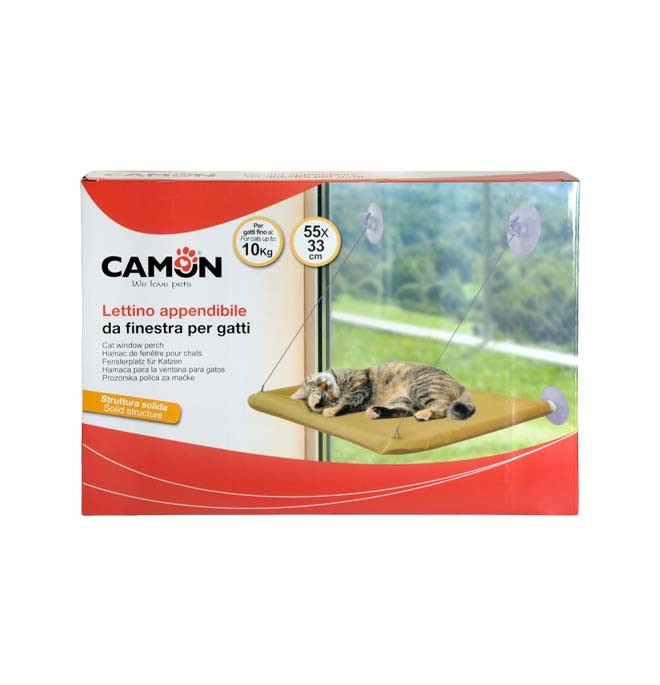 Per
gatti fino a:
For cats up to:
10Kg
55x
33
cm
CAMON®
We love pets
Lettino appendibile
da finestra per gatti
Cat window perch
Hamac de fenêtre pour chats
Fensterplatz für Katzen
Hamaca para la ventana para gatos
Prozorska polica za mačke
Struttura solida
Solid structure